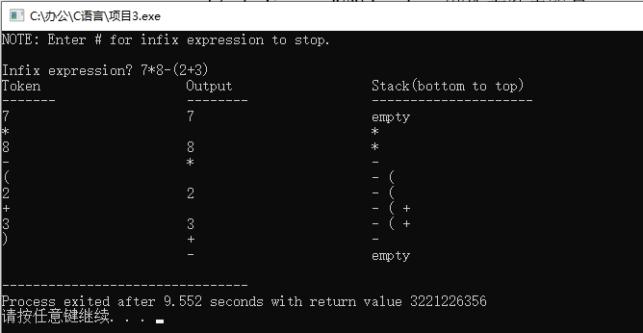 C:\办公\C语言\项目3.exe
NOTE: Enter # for infix expression to stop.
Infix expression? 7*8-(2+3)
Token Output Stack(bottom to top)
------- -------- ---------------------
7 7 empty
* *
8 8 *
- * -
( - (
2 2 - (
+ - ( +
3 3 - ( +
) + -
- empty
--------------------------------
Process exited after 9.552 seconds with return value 3221226356
请按任意键继续. . .